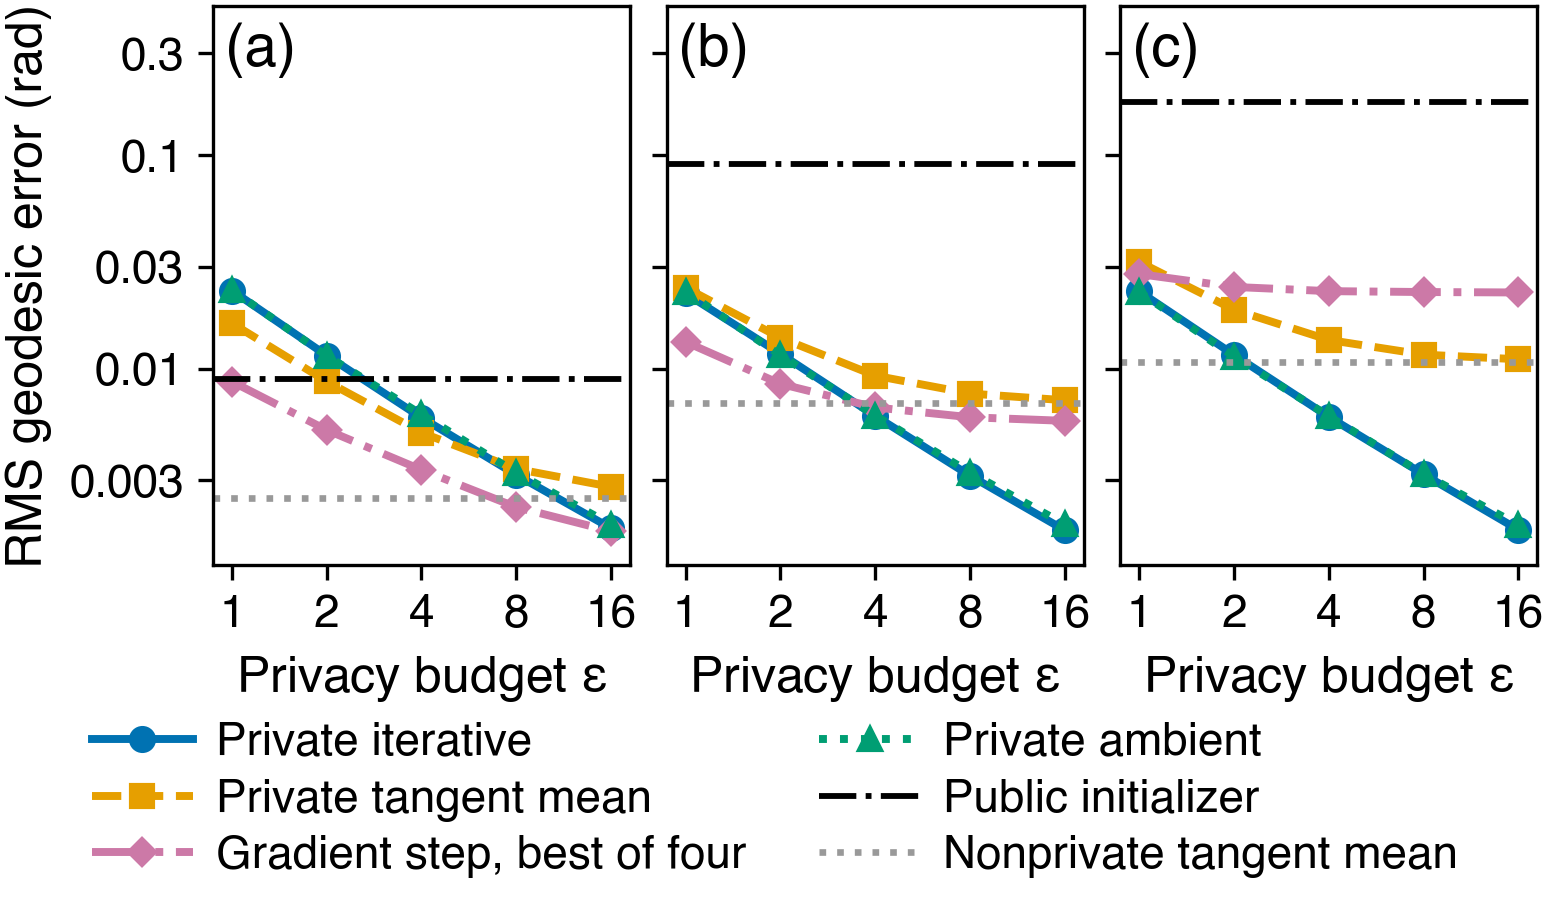 RMS geodesic error (rad)
(a)
(b)
(c)
0.3
0.1
0.03
0.01
0.003
1 2 4 8 16
1 2 4 8 16
1 2 4 8 16
Privacy budget ε
Privacy budget ε
Privacy budget ε
Private iterative
Private tangent mean
Gradient step, best of four
Private ambient
Public initializer
Nonprivate tangent mean